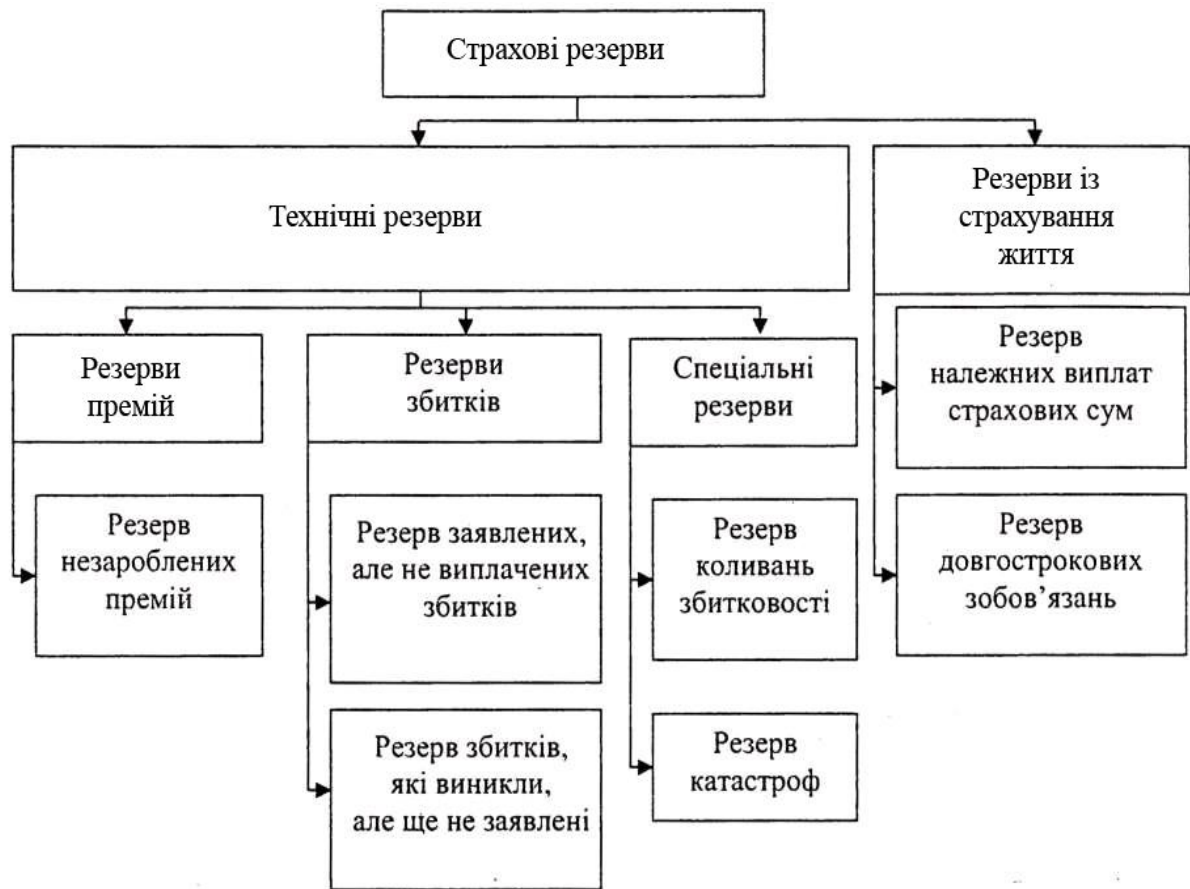 Страхові резерви
Технічні резерви
Резерви із
страхування
життя
Резерви
премій
Резерви
збитків
Спеціальні
резерви
Резерв
належних виплат
страхових сум
Резерв
незароблених
премій
Резерв заявлених,
але не виплачених
збитків
Резерв
коливань
збитковості
Резерв
довгострокових
зобов’язань
Резерв збитків,
які виникли,
але ще не заявлені
Резерв
катастроф